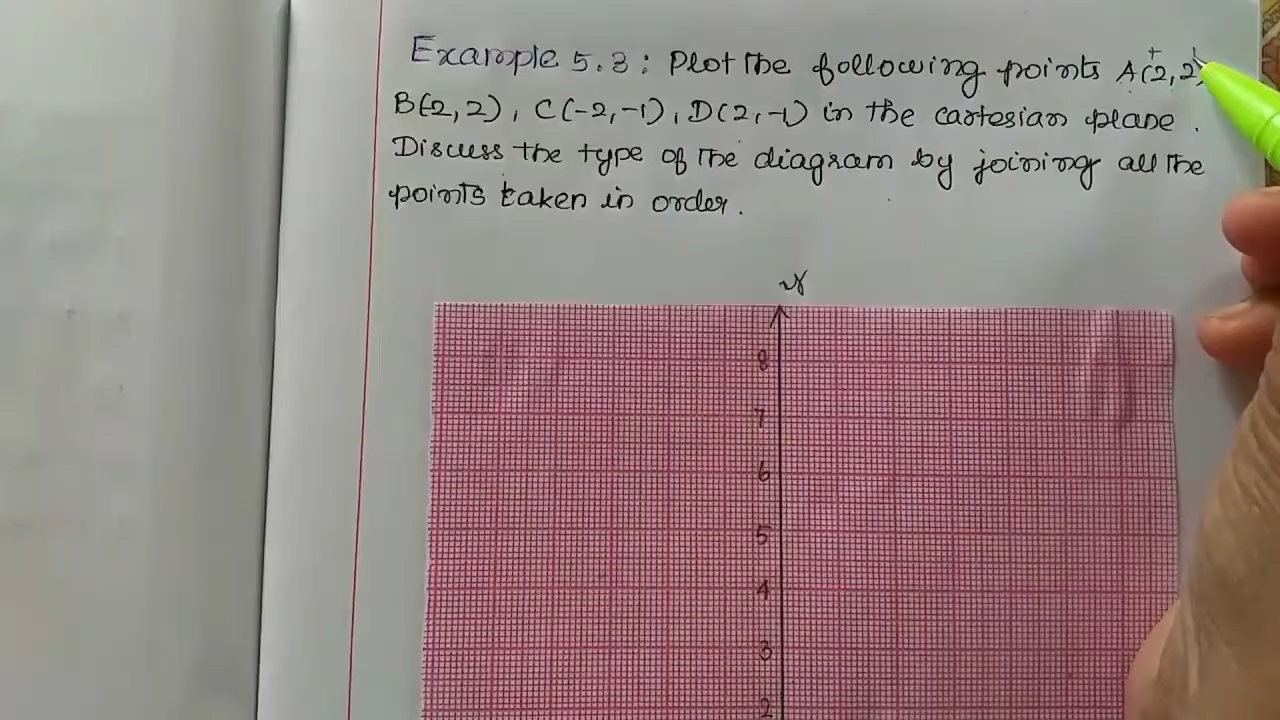 Example 5.3: Plot the following points A(2,2)
B(-2,2), C(-2,-1), D(2,-1) in the cartesian plane.
Discuss the type of the diagram by joining all the
points taken in order.
8
7
6
5
4
3
2